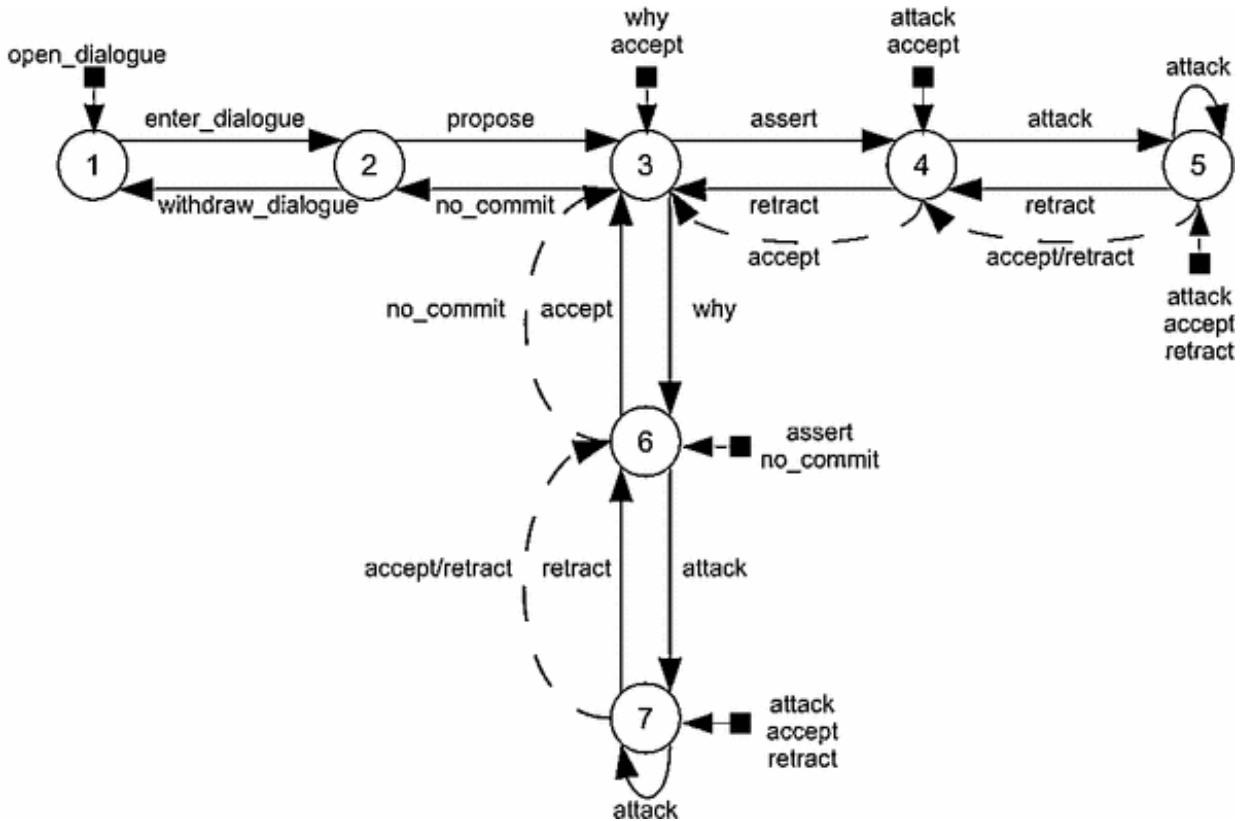 open_dialogue
why
accept
attack
accept
attack
enter_dialogue
propose
assert
attack
1
2
3
4
5
withdraw_dialogue
no_commit
retract
retract
accept
accept/retract
no_commit
accept
why
attack
accept
retract
6
assert
no_commit
accept/retract
retract
attack
7
attack
accept
retract
attack